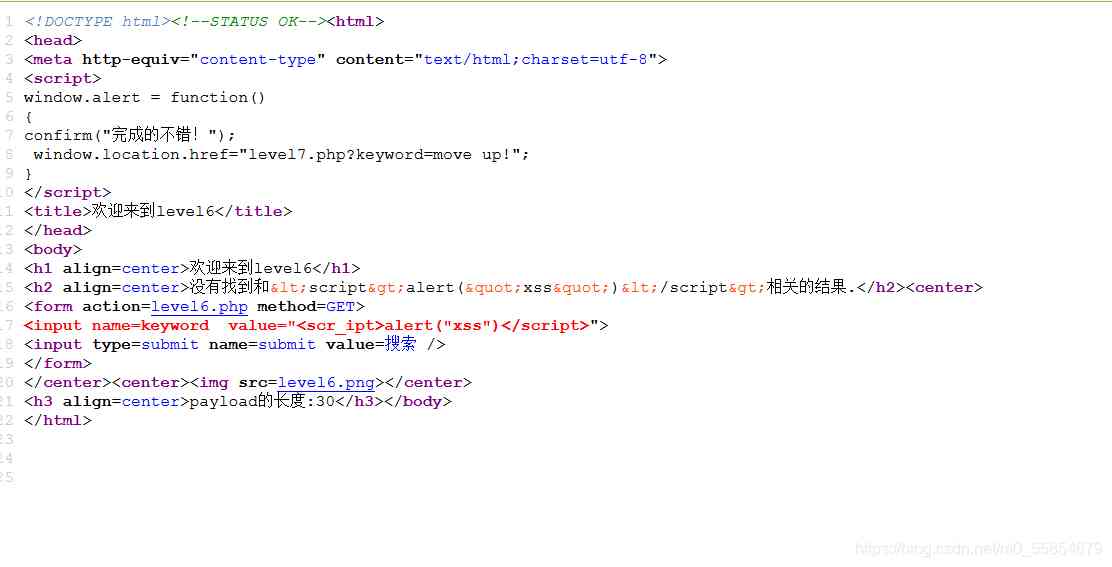 1 <!DOCTYPE html><!--STATUS OK--><html>
2 <head>
3 <meta http-equiv="content-type" content="text/html;charset=utf-8">
4 <script>
5 window.alert = function()
6 {
7 confirm("完成的不错！");
8  window.location.href="level7.php?keyword=move up!";
9 }
10 </script>
11 <title>欢迎来到level6</title>
12 </head>
13 <body>
14 <h1 align=center>欢迎来到level6</h1>
15 <h2 align=center>没有找到和&lt;script&gt;alert(&quot;xss&quot;)&lt;/script&gt;相关的结果.</h2><center>
16 <form action=level6.php method=GET>
17 <input name=keyword  value="<scr_ipt>alert("xss")</script>">
18 <input type=submit name=submit value=搜索 />
19 </form>
20 </center><center><img src=level6.png></center>
21 <h3 align=center>payload的长度:30</h3></body>
22 </html>
23
24
25